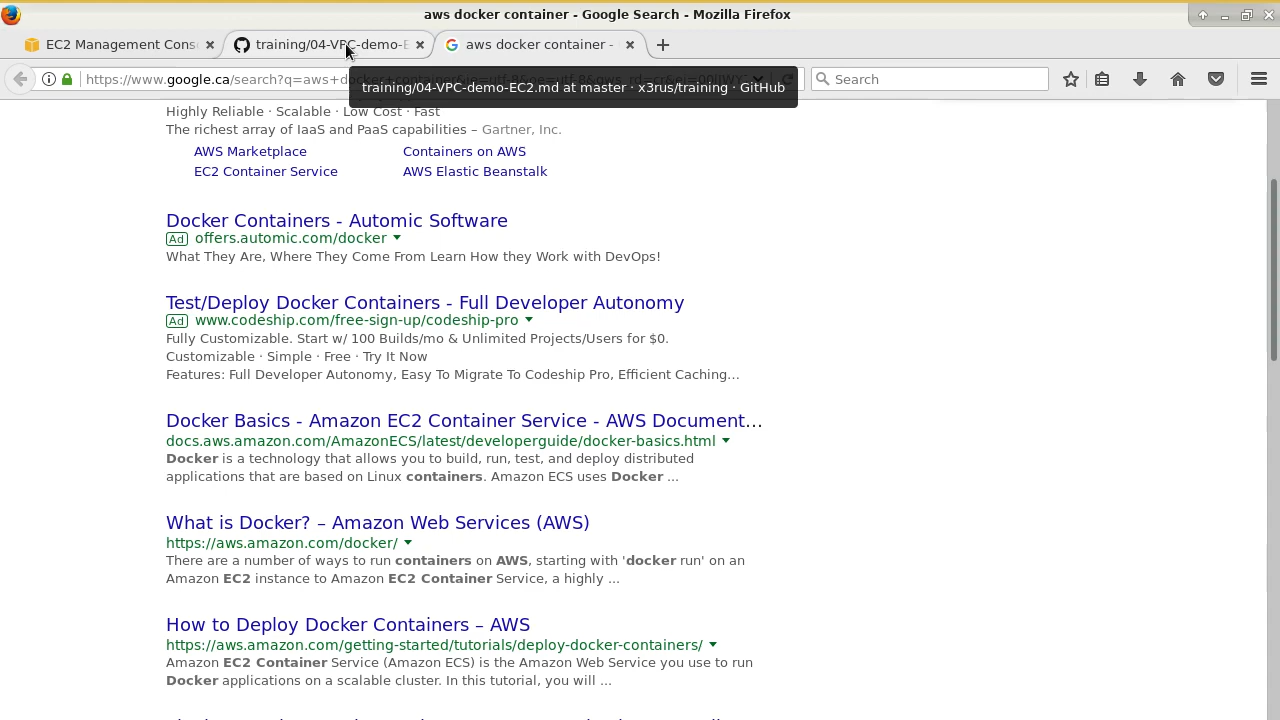 aws docker container - Google Search - Mozilla Firefox
EC2 Management Cons
training/04-VPC-demo-E
aws docker container -
https://www.google.ca/search?q=aws+docker+container&ie=utf-8&oe=utf-8&gws_rd=cr&ei=
Search
training/04-VPC-demo-EC2.md at master · x3rus/training · GitHub
Highly Reliable · Scalable · Low Cost · Fast
The richest array of IaaS and PaaS capabilities – Gartner, Inc.
AWS Marketplace Containers on AWS
EC2 Container Service AWS Elastic Beanstalk
Docker Containers - Automic Software
Ad offers.automic.com/docker
What They Are, Where They Come From Learn How they Work with DevOps!
Test/Deploy Docker Containers - Full Developer Autonomy
Ad www.codeship.com/free-sign-up/codeship-pro
Fully Customizable. Start w/ 100 Builds/mo & Unlimited Projects/Users for $0.
Customizable · Simple · Free · Try It Now
Features: Full Developer Autonomy, Easy To Migrate To Codeship Pro, Efficient Caching...
Docker Basics - Amazon EC2 Container Service - AWS Document...
docs.aws.amazon.com/AmazonECS/latest/developerguide/docker-basics.html
Docker is a technology that allows you to build, run, test, and deploy distributed
applications that are based on Linux containers. Amazon ECS uses Docker ...
What is Docker? – Amazon Web Services (AWS)
https://aws.amazon.com/docker/
There are a number of ways to run containers on AWS, starting with 'docker run' on an
Amazon EC2 instance to Amazon EC2 Container Service, a highly ...
How to Deploy Docker Containers – AWS
https://aws.amazon.com/getting-started/tutorials/deploy-docker-containers/
Amazon EC2 Container Service (Amazon ECS) is the Amazon Web Service you use to run
Docker applications on a scalable cluster. In this tutorial, you will ...